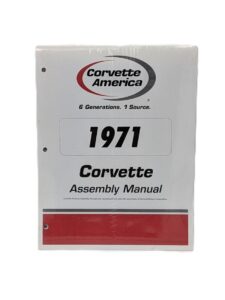 Corvette
America
6 Generations. 1 Source.
1971
Corvette
Assembly Manual